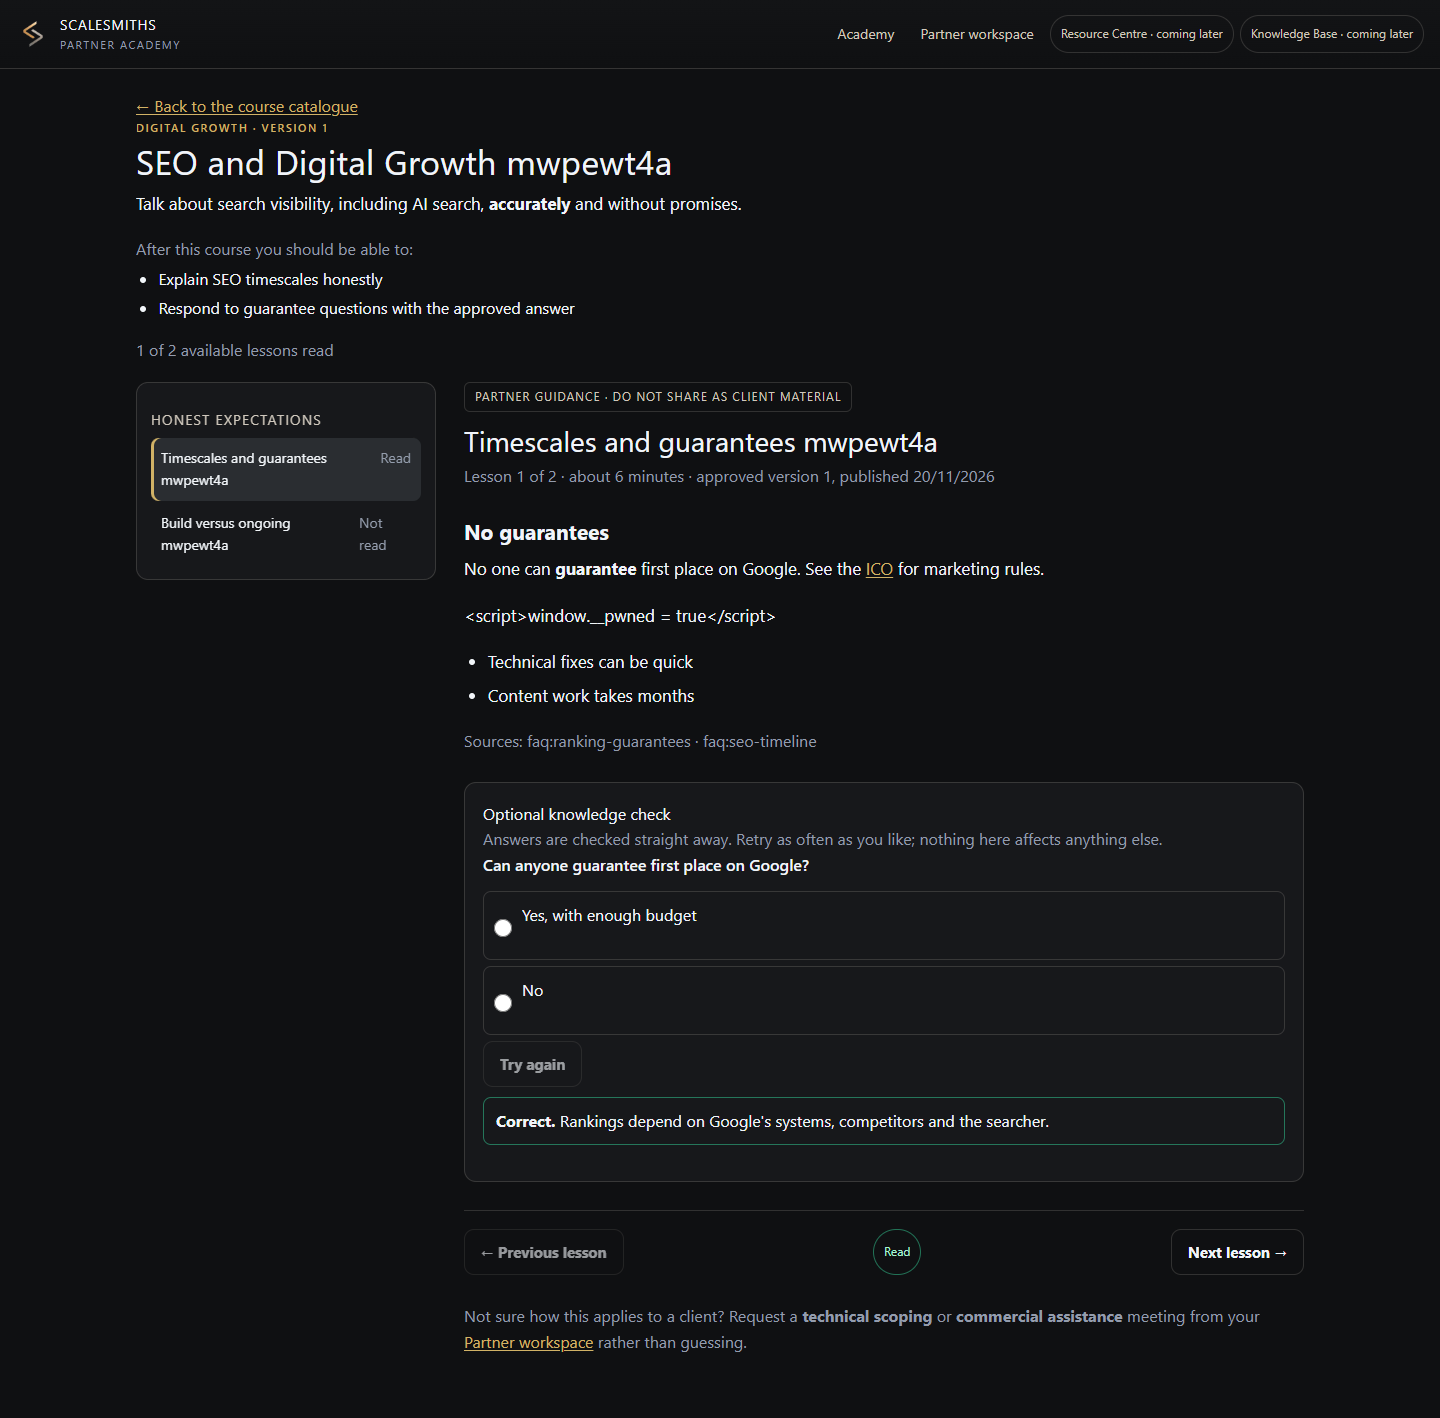 SCALESMITHS
PARTNER ACADEMY
Academy
Partner workspace
Resource Centre · coming later
Knowledge Base · coming later
← Back to the course catalogue
DIGITAL GROWTH · VERSION 1
SEO and Digital Growth mwpewt4a
Talk about search visibility, including AI search, accurately and without promises.
After this course you should be able to:
• Explain SEO timescales honestly
• Respond to guarantee questions with the approved answer
1 of 2 available lessons read
HONEST EXPECTATIONS
Timescales and guarantees mwpewt4a
Read
Build versus ongoing mwpewt4a
Not read
PARTNER GUIDANCE · DO NOT SHARE AS CLIENT MATERIAL
Timescales and guarantees mwpewt4a
Lesson 1 of 2 · about 6 minutes · approved version 1, published 20/11/2026
No guarantees
No one can guarantee first place on Google. See the ICO for marketing rules.
<script>window.__pwned = true</script>
• Technical fixes can be quick
• Content work takes months
Sources: faq:ranking-guarantees · faq:seo-timeline
Optional knowledge check
Answers are checked straight away. Retry as often as you like; nothing here affects anything else.
Can anyone guarantee first place on Google?
Yes, with enough budget
No
Try again
Correct. Rankings depend on Google's systems, competitors and the searcher.
← Previous lesson
Read
Next lesson →
Not sure how this applies to a client? Request a technical scoping or commercial assistance meeting from your
Partner workspace rather than guessing.